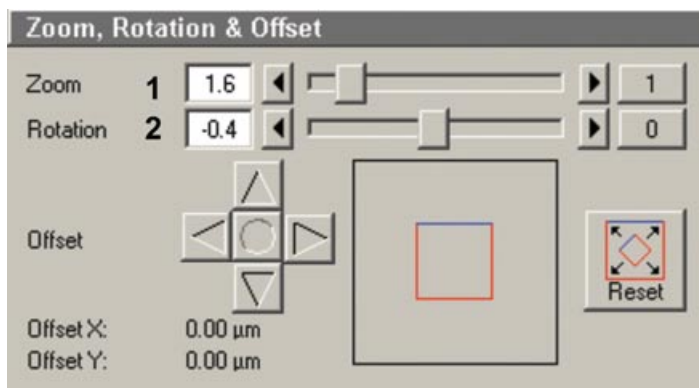 Zoom, Rotation & Offset
Zoom 1 1.6 1
Rotation 2 -0.4 0
Offset
Reset
Offset X: 0.00 µm
Offset Y: 0.00 µm